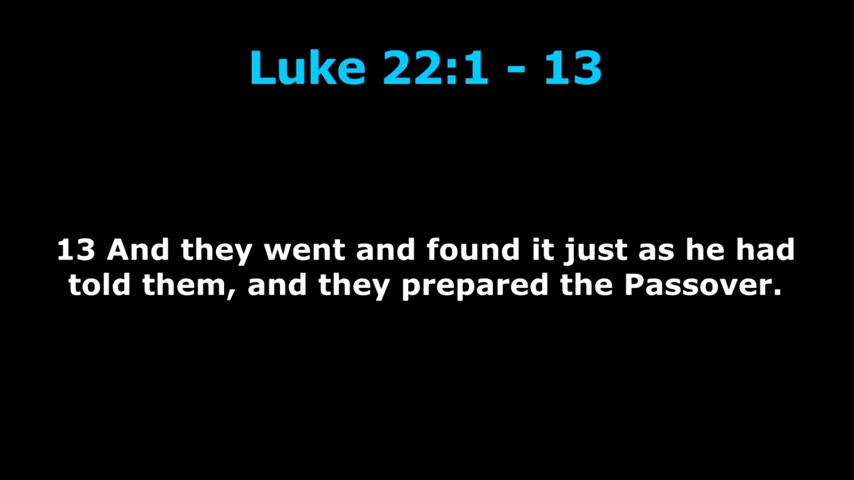 Luke 22:1 - 13
13 And they went and found it just as he had
told them, and they prepared the Passover.